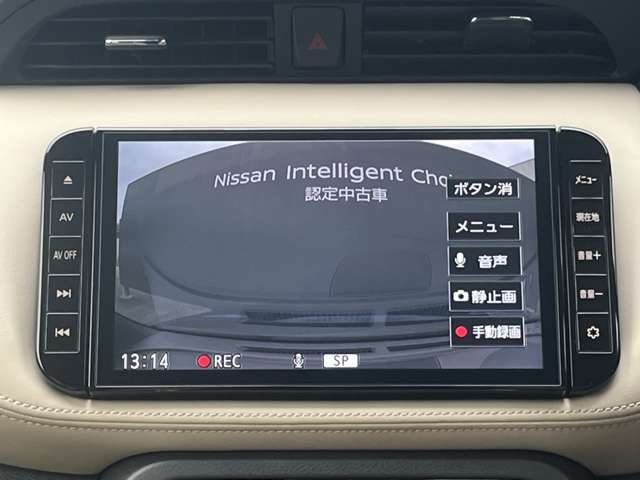 AV
AV OFF
Nissan Intelligent Choi
認定中古車
ボタン消
メニュー
音声
静止画
手動録画
13:14
REC
SP
メニュー
現在地
音量+
音量-